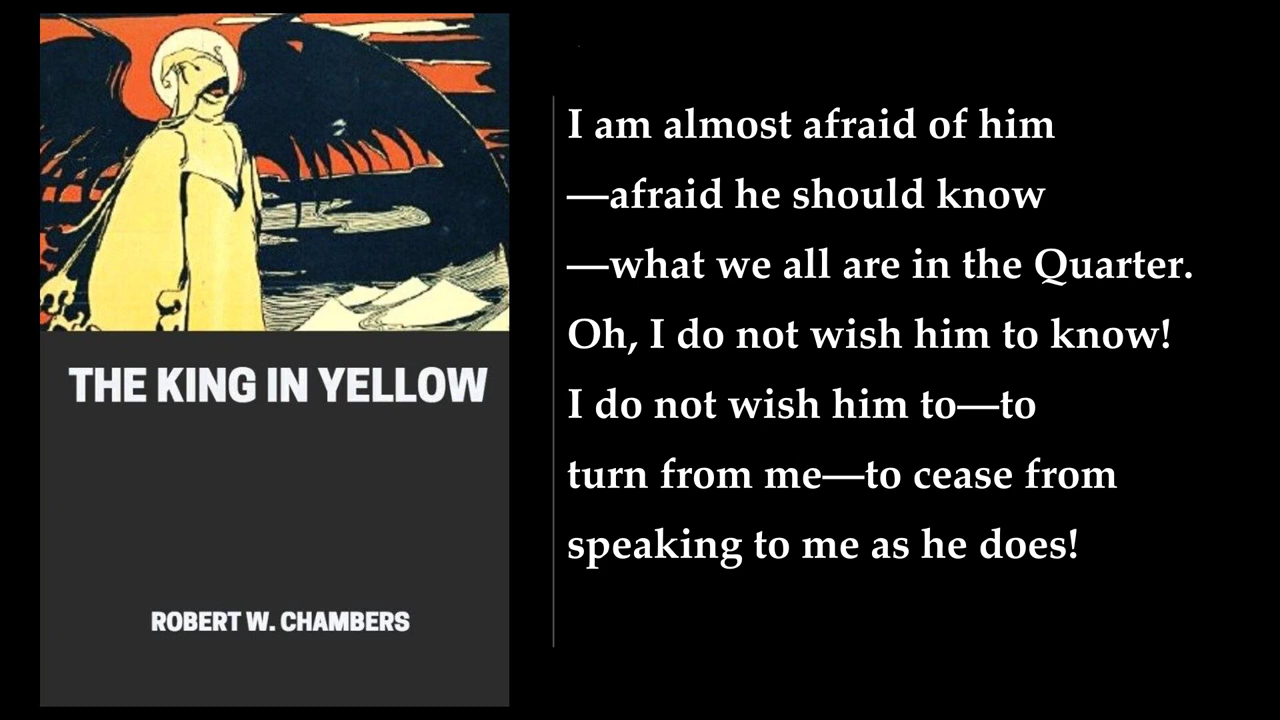 THE KING IN YELLOW
ROBERT W. CHAMBERS
I am almost afraid of him
—afraid he should know
—what we all are in the Quarter.
Oh, I do not wish him to know!
I do not wish him to—to
turn from me—to cease from
speaking to me as he does!